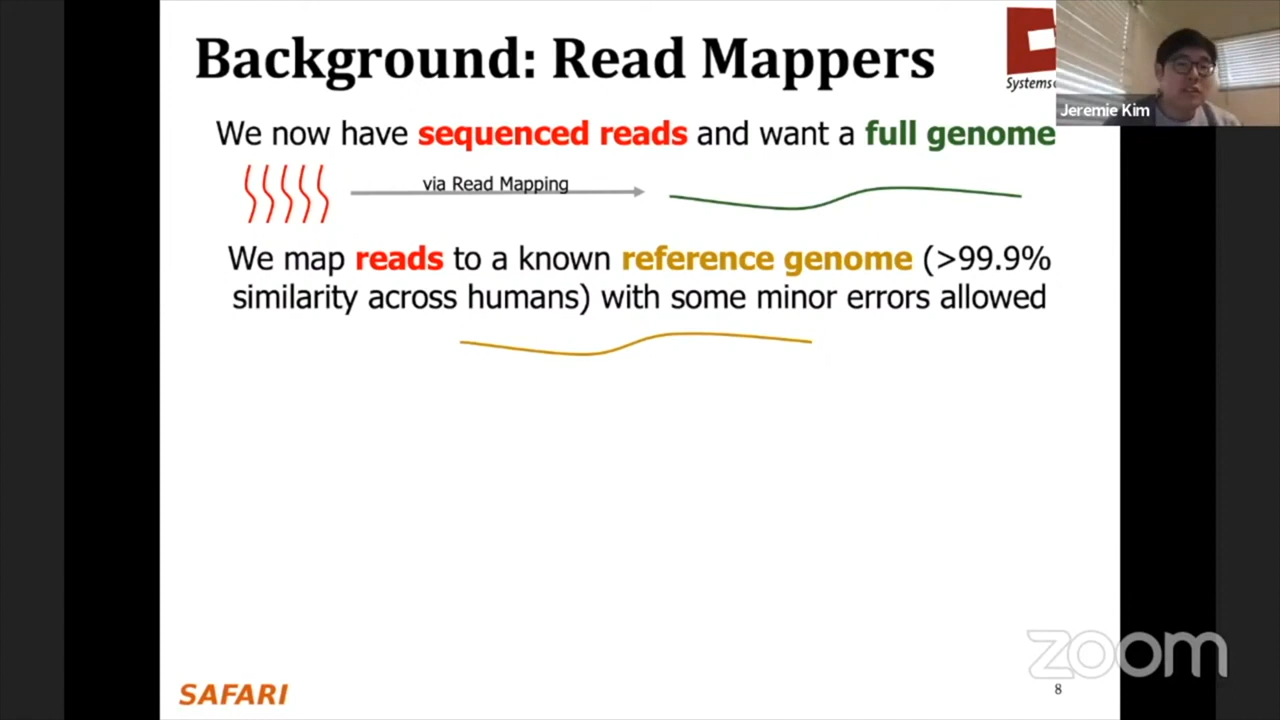 Background: Read Mappers
Systems
Jeremie Kim
We now have sequenced reads and want a full genome
via Read Mapping
We map reads to a known reference genome (>99.9%
similarity across humans) with some minor errors allowed
zoom
SAFARI
8